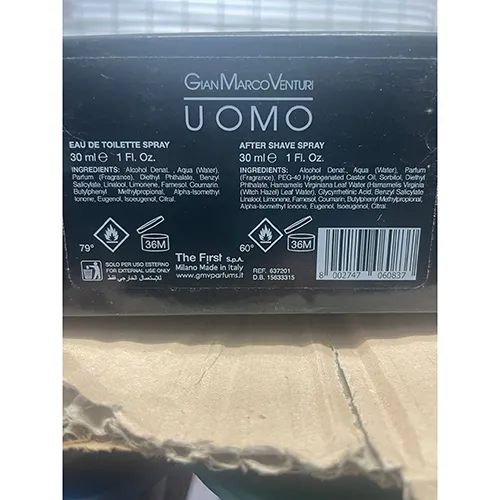 GIANMARCOVENTURI
UOMO
EAU DE TOILETTE SPRAY
30 ml ℮ 1 Fl. Oz.
INGREDIENTS: Alcohol Denat., Aqua (Water),
Parfum (Fragrance), Diethyl Phthalate, Benzyl
Salicylate, Linalool, Limonene, Farnesol, Coumarin,
Butylphenyl Methylpropional, Alpha-Isomethyl
Ionone, Eugenol, Isoeugenol, Citral.
79°
36M
SOLO PER USO ESTERNO
FOR EXTERNAL USE ONLY
للإستعمال الخارجي فقط
The First S.p.A.
Milano Made in Italy
www.gmvparfums.it
AFTER SHAVE SPRAY
30 ml ℮ 1 Fl. Oz.
INGREDIENTS: Alcohol Denat., Aqua (Water), Parfum
(Fragrance), PEG-40 Hydrogenated Castor Oil, Sorbitol, Diethyl
Phthalate, Hamamelis Virginiana Leaf Water (Hamamelis Virginia
(Witch Hazel) Leaf Water), Glycyrrhetinic Acid, Benzyl Salicylate
Linalool, Limonene, Farnesol, Coumarin, Butylphenyl Methylpropional,
Alpha-Isomethyl Ionone, Eugenol, Isoeugenol, Citral.
60°
36M
REF. 637201
D.B. 15633315
8 002747 060837